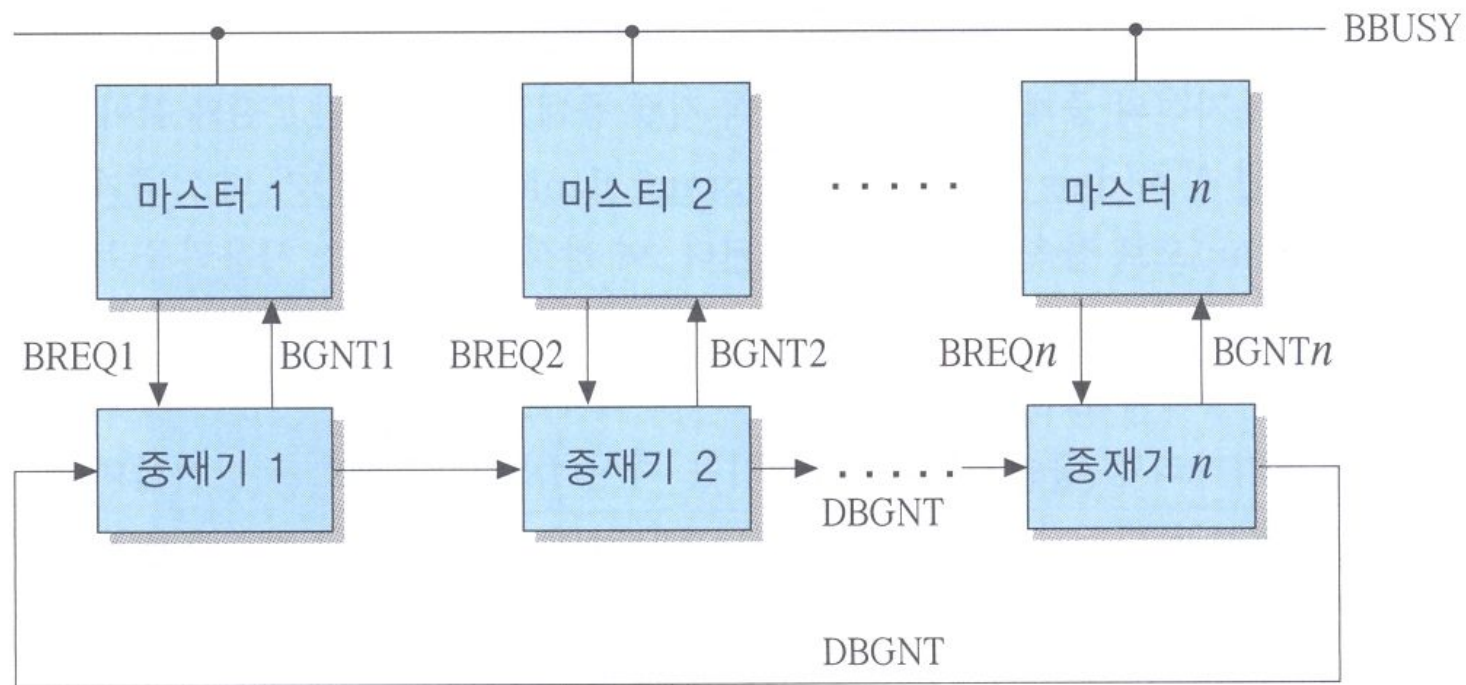 BBUSY
마스터 1
마스터 2
.....
마스터 n
BREQ1
BGNT1
BREQ2
BGNT2
BREQn
BGNTn
중재기 1
중재기 2
.....
중재기 n
DBGNT
DBGNT